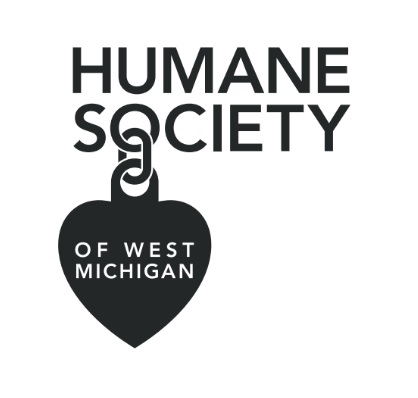 HUMANE
SOCIETY
OF WEST
MICHIGAN